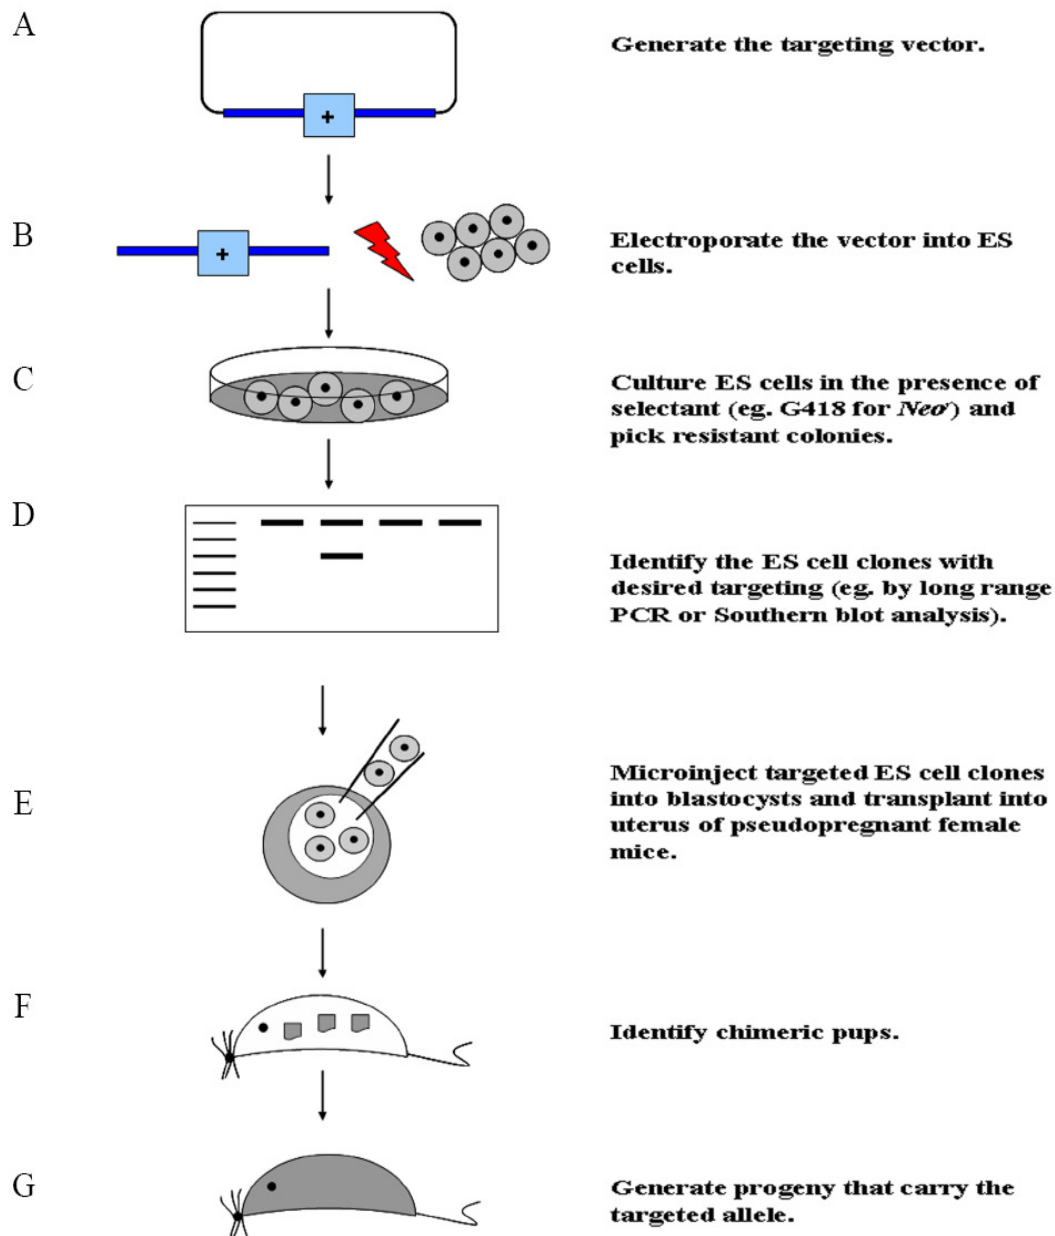 A
Generate the targeting vector.
+
B
+
Electroporate the vector into ES
cells.
C
Culture ES cells in the presence of
selectant (eg. G418 for Neoʳ) and
pick resistant colonies.
D
Identify the ES cell clones with
desired targeting (eg. by long range
PCR or Southern blot analysis).
E
Microinject targeted ES cell clones
into blastocysts and transplant into
uterus of pseudopregnant female
mice.
F
Identify chimeric pups.
G
Generate progeny that carry the
targeted allele.